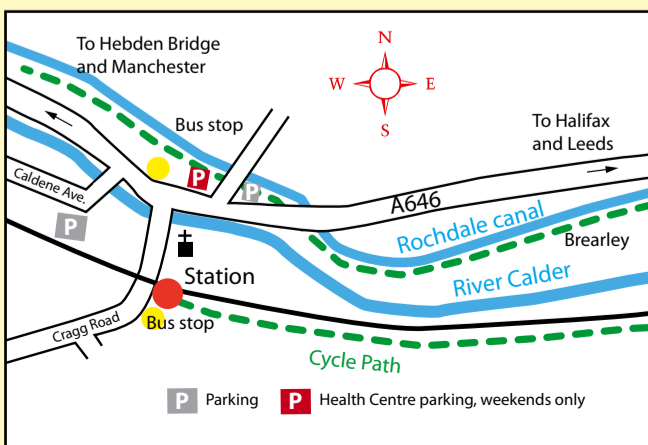 To Hebden Bridge
and Manchester
N
W
E
S
Bus stop
To Halifax
and Leeds
P
P
Caldene Ave.
A646
P
Rochdale canal
Brearley
Station
River Calder
Bus stop
Cragg Road
Cycle Path
P Parking
P Health Centre parking, weekends only